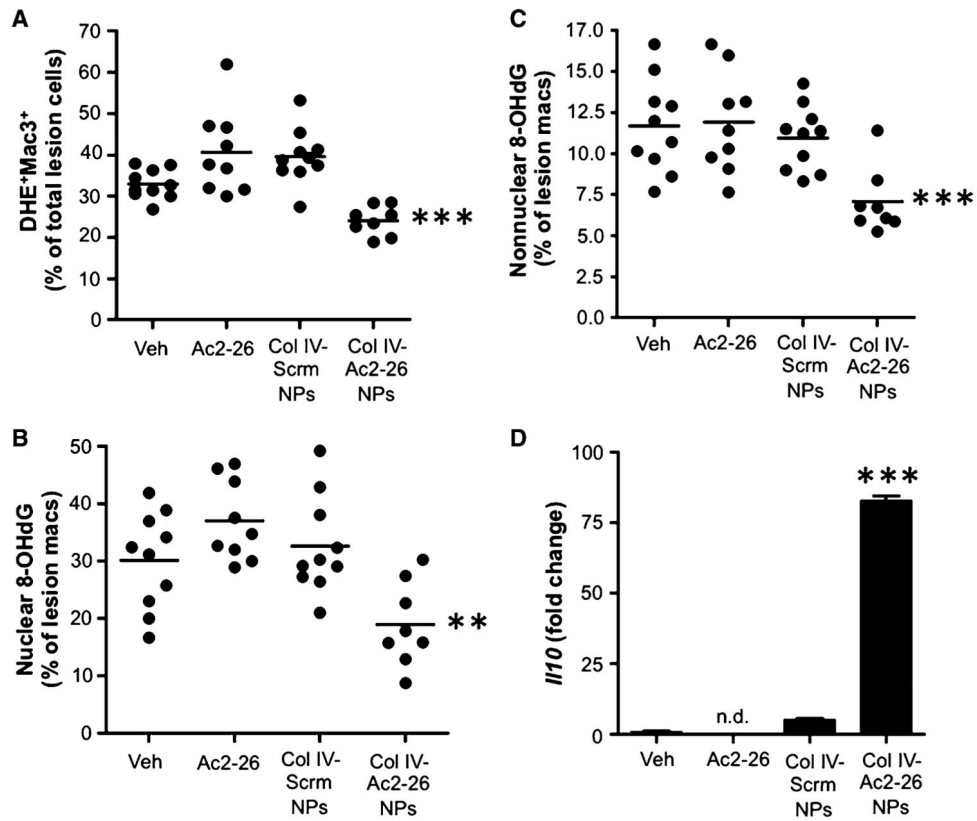 A
DHE+Mac3+
(% of total lesion cells)
70
60
50
40
30
20
10
0
Veh
Ac2-26
Col IV-
Scrm
NPs
Col IV-
Ac2-26
NPs
***
C
Nonnuclear 8-OHdG
(% of lesion macs)
17.0
15.0
12.5
10.0
7.5
5.0
2.5
0.0
Veh
Ac2-26
Col IV-
Scrm
NPs
Col IV-
Ac2-26
NPs
***
B
Nuclear 8-OHdG
(% of lesion macs)
50
40
30
20
10
0
Veh
Ac2-26
Col IV-
Scrm
NPs
Col IV-
Ac2-26
NPs
**
D
Il10 (fold change)
100
75
50
25
0
n.d.
***
Veh
Ac2-26
Col IV-
Scrm
NPs
Col IV-
Ac2-26
NPs